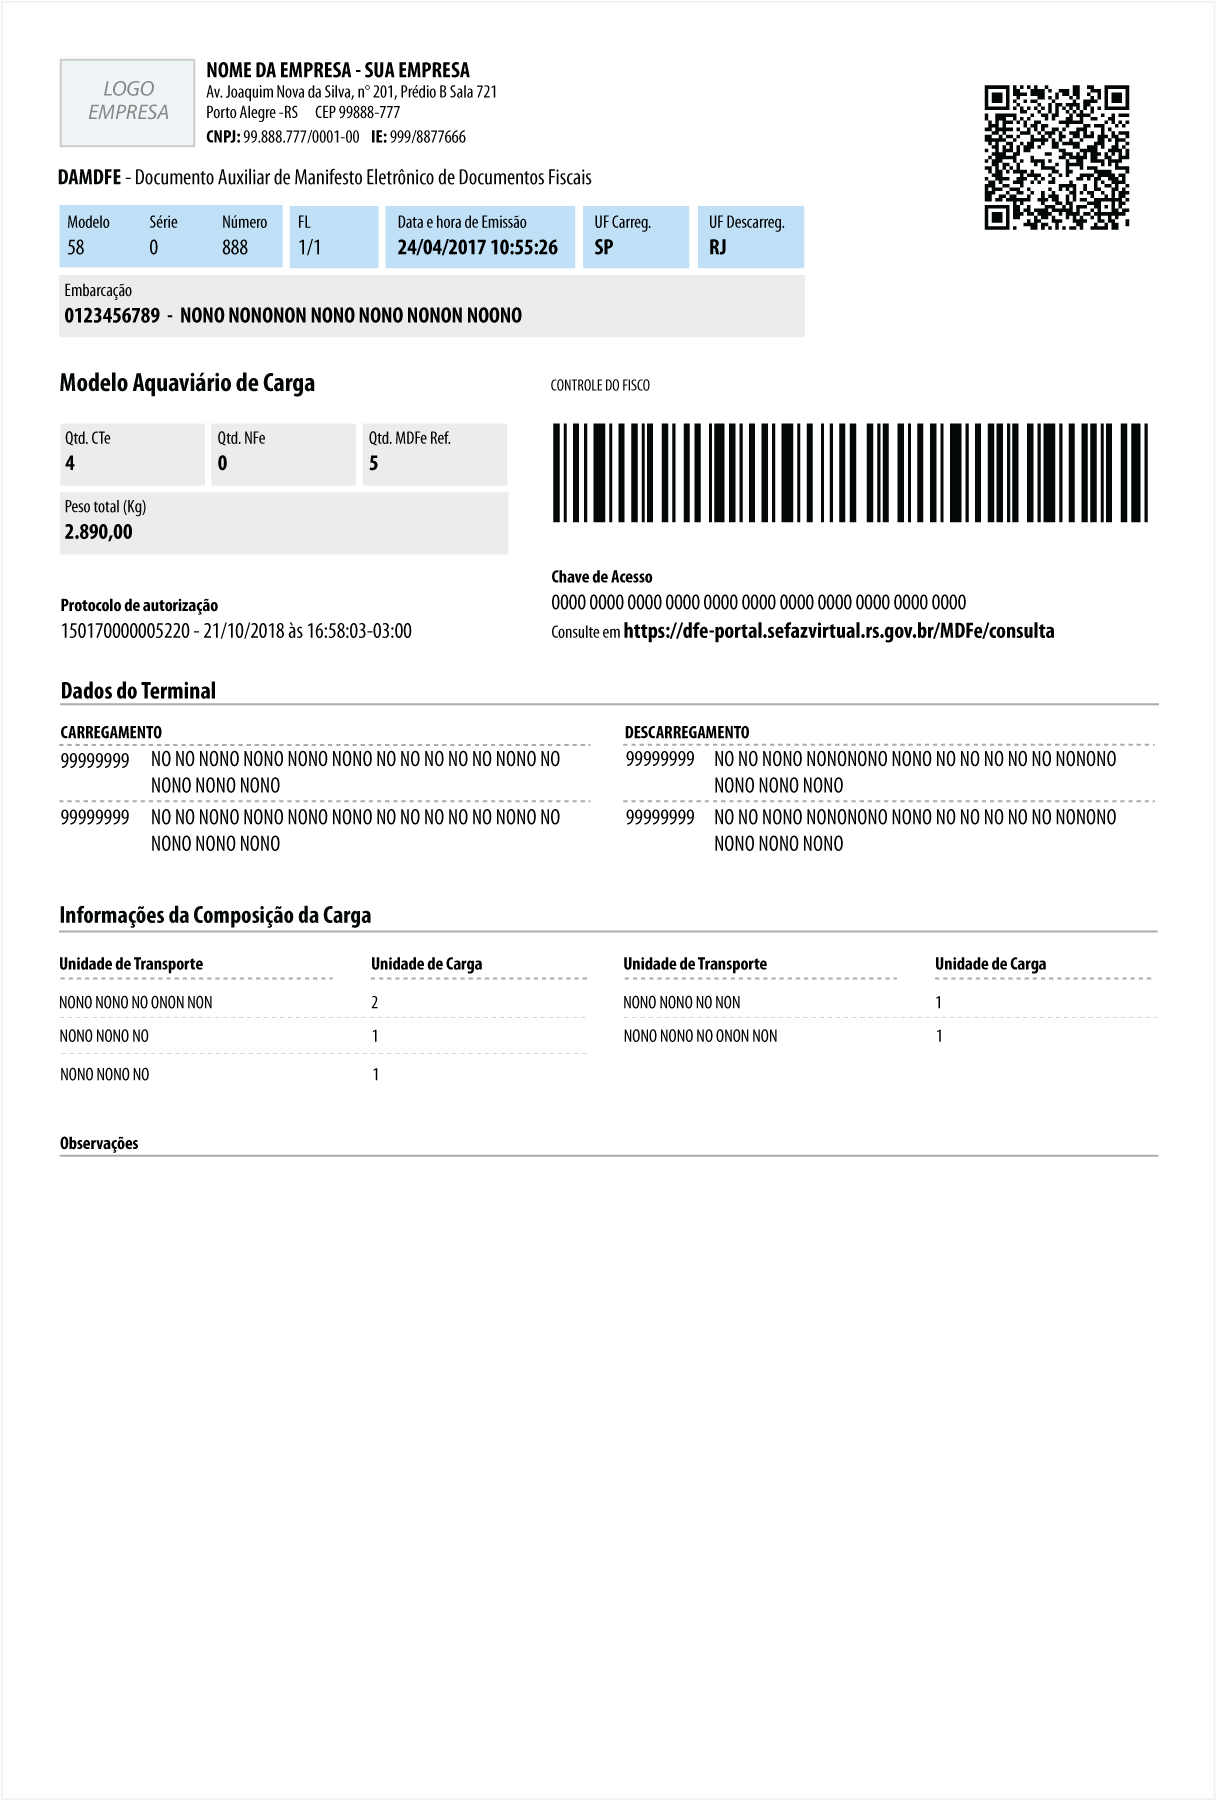 LOGO
EMPRESA
NOME DA EMPRESA - SUA EMPRESA
Av. Joaquim Nova da Silva, n° 201, Prédio B Sala 721
Porto Alegre -RS CEP 99888-777
CNPJ: 99.888.777/0001-00 IE: 999/8877666
DAMDFE - Documento Auxiliar de Manifesto Eletrônico de Documentos Fiscais
Modelo Série Número FL Data e hora de Emissão UF Carreg. UF Descarreg.
58 0 888 1/1 24/04/2017 10:55:26 SP RJ
Embarcação
0123456789 - NONO NONONON NONO NONO NONON NOONO
Modelo Aquaviário de Carga
CONTROLE DO FISCO
Qtd. CTe Qtd. NFe Qtd. MDFe Ref.
4 0 5
Peso total (Kg)
2.890,00
Chave de Acesso
0000 0000 0000 0000 0000 0000 0000 0000 0000 0000 0000
Consulte em https://dfe-portal.sefazvirtual.rs.gov.br/MDFe/consulta
Protocolo de autorização
150170000005220 - 21/10/2018 às 16:58:03-03:00
Dados do Terminal
CARREGAMENTO
99999999 NO NO NONO NONO NONO NONO NO NO NO NO NO NONO NO
NONO NONO NONO
99999999 NO NO NONO NONO NONO NONO NO NO NO NO NO NONO NO
NONO NONO NONO
DESCARREGAMENTO
99999999 NO NO NONO NONONONO NONO NO NO NO NO NO NONONO
NONO NONO NONO
99999999 NO NO NONO NONONONO NONO NO NO NO NO NO NONONO
NONO NONO NONO
Informações da Composição da Carga
Unidade de Transporte Unidade de Carga Unidade de Transporte Unidade de Carga
NONO NONO NO ONON NON 2 NONO NONO NO NON 1
NONO NONO NO 1 NONO NONO NO ONON NON 1
NONO NONO NO 1
Observações